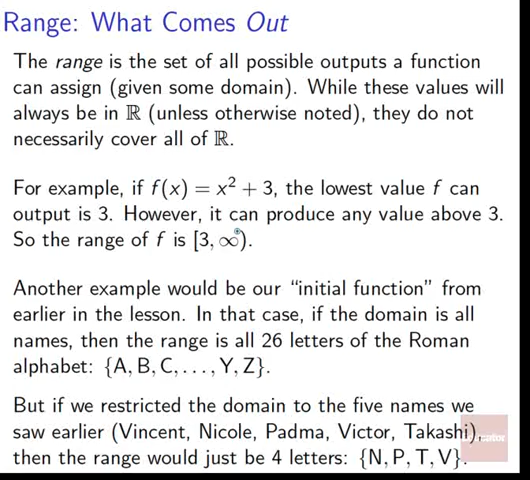 Range: What Comes Out
The range is the set of all possible outputs a function
can assign (given some domain). While these values will
always be in ℝ (unless otherwise noted), they do not
necessarily cover all of ℝ.
For example, if f(x) = x² + 3, the lowest value f can
output is 3. However, it can produce any value above 3.
So the range of f is [3, ∞).
Another example would be our “initial function” from
earlier in the lesson. In that case, if the domain is all
names, then the range is all 26 letters of the Roman
alphabet: {A, B, C, . . . , Y, Z}.
But if we restricted the domain to the five names we
saw earlier (Vincent, Nicole, Padma, Victor, Takashi),
then the range would just be 4 letters: {N, P, T, V}.